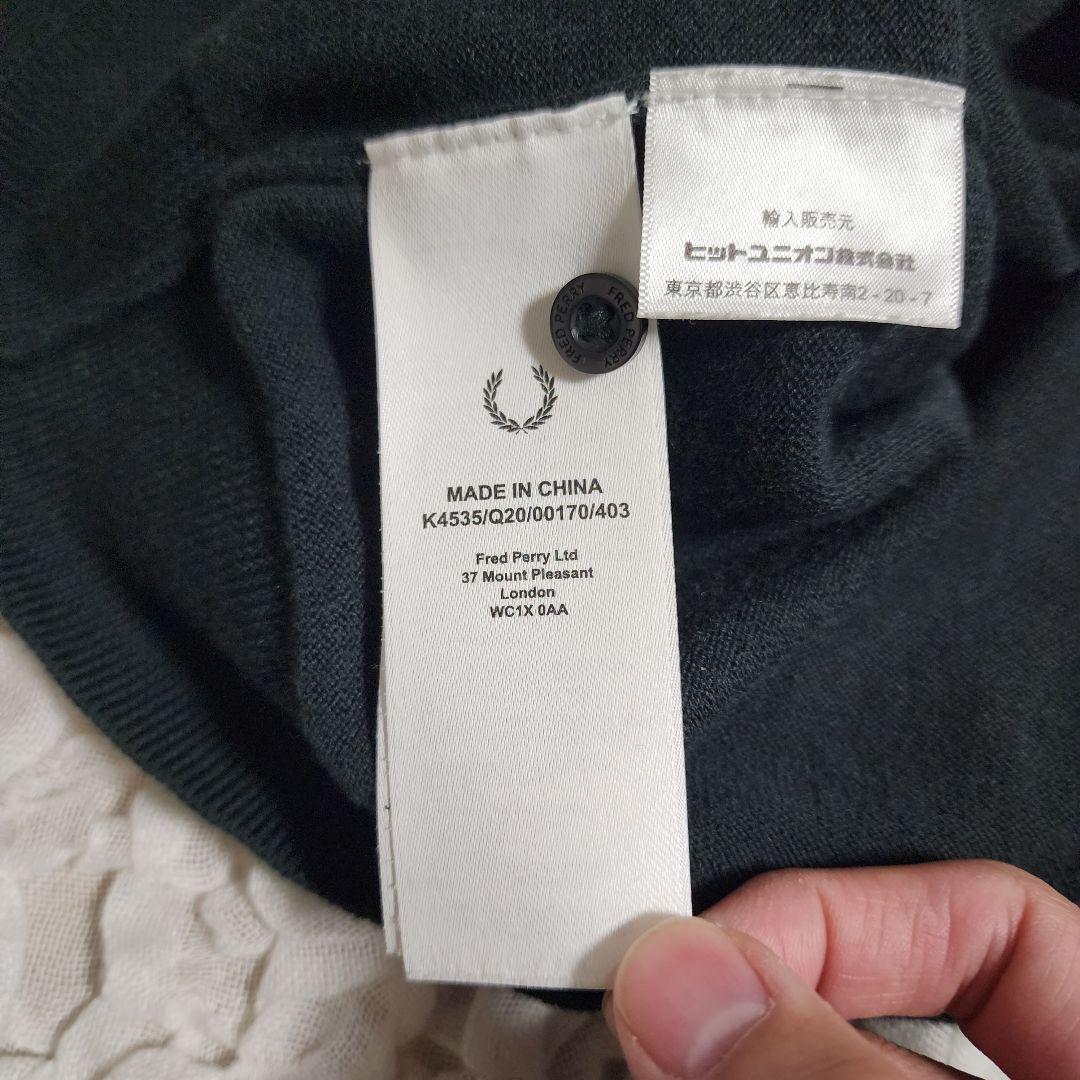 輸入販売元
ヒットユニオン株式会社
東京都渋谷区恵比寿南2-20-7
FRED PERRY
FRED PERRY
MADE IN CHINA
K4535/Q20/00170/403
Fred Perry Ltd
37 Mount Pleasant
London
WC1X 0AA